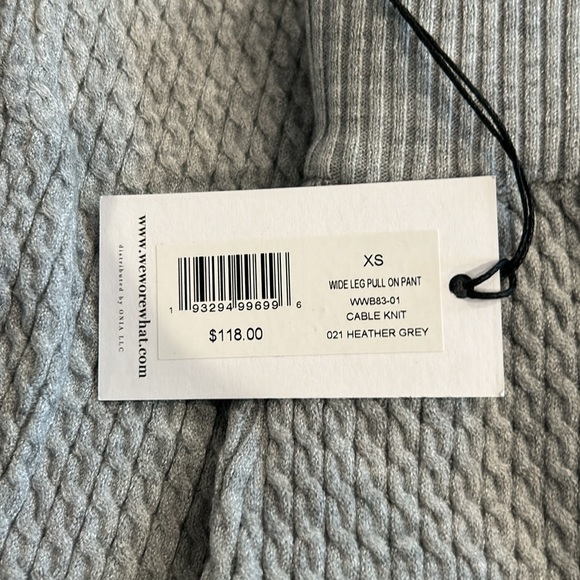 www.weworewhat.com
distributed by ONIA LLC
1 93294 99699 6
$118.00
XS
WIDE LEG PULL ON PANT
WWB83-01
CABLE KNIT
021 HEATHER GREY